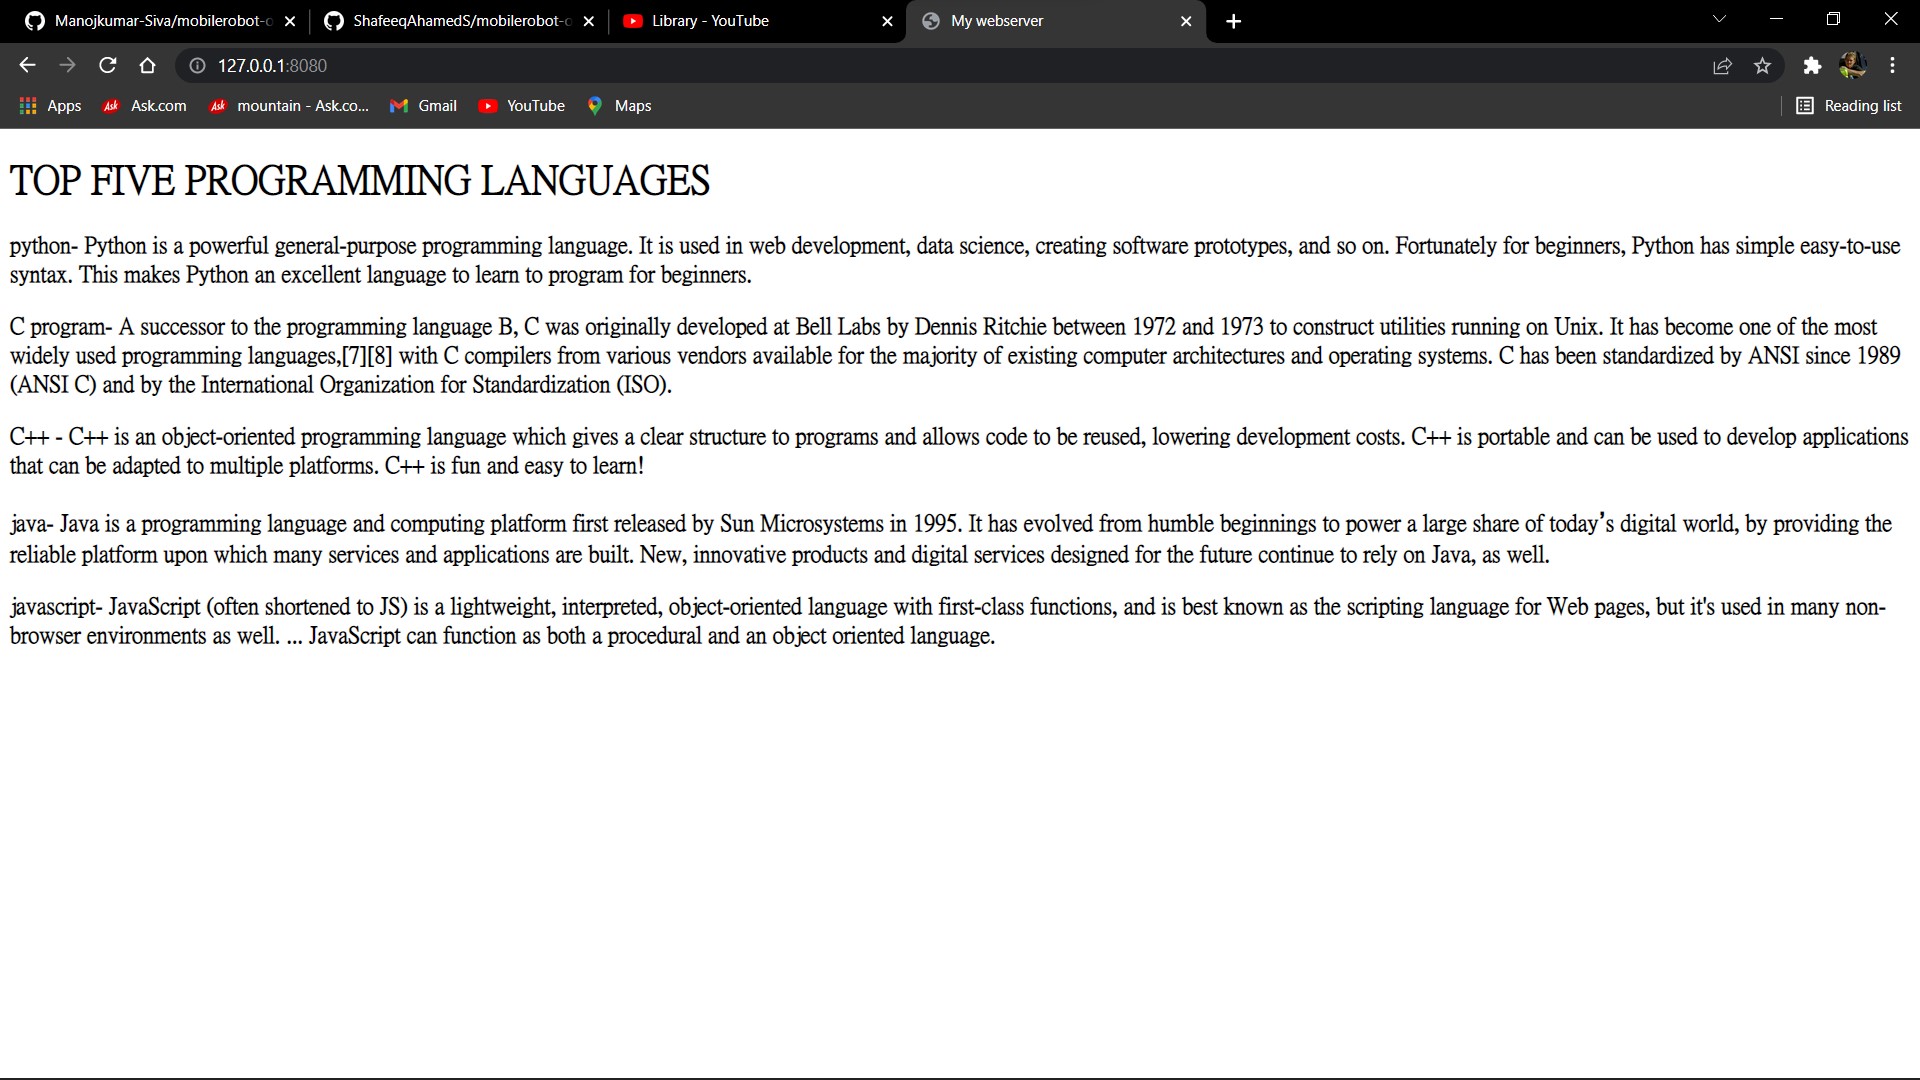 Manojkumar-Siva/mobilerobot-o
ShafeeqAhamedS/mobilerobot-o
Library - YouTube
My webserver
127.0.0.1:8080
Apps
Ask
Ask.com
Ask
mountain - Ask.co...
Gmail
YouTube
Maps
Reading list
TOP FIVE PROGRAMMING LANGUAGES
python- Python is a powerful general-purpose programming language. It is used in web development, data science, creating software prototypes, and so on. Fortunately for beginners, Python has simple easy-to-use
syntax. This makes Python an excellent language to learn to program for beginners.
C program- A successor to the programming language B, C was originally developed at Bell Labs by Dennis Ritchie between 1972 and 1973 to construct utilities running on Unix. It has become one of the most
widely used programming languages,[7][8] with C compilers from various vendors available for the majority of existing computer architectures and operating systems. C has been standardized by ANSI since 1989
(ANSI C) and by the International Organization for Standardization (ISO).
C++ - C++ is an object-oriented programming language which gives a clear structure to programs and allows code to be reused, lowering development costs. C++ is portable and can be used to develop applications
that can be adapted to multiple platforms. C++ is fun and easy to learn!
java- Java is a programming language and computing platform first released by Sun Microsystems in 1995. It has evolved from humble beginnings to power a large share of today’s digital world, by providing the
reliable platform upon which many services and applications are built. New, innovative products and digital services designed for the future continue to rely on Java, as well.
javascript- JavaScript (often shortened to JS) is a lightweight, interpreted, object-oriented language with first-class functions, and is best known as the scripting language for Web pages, but it's used in many non-
browser environments as well. ... JavaScript can function as both a procedural and an object oriented language.